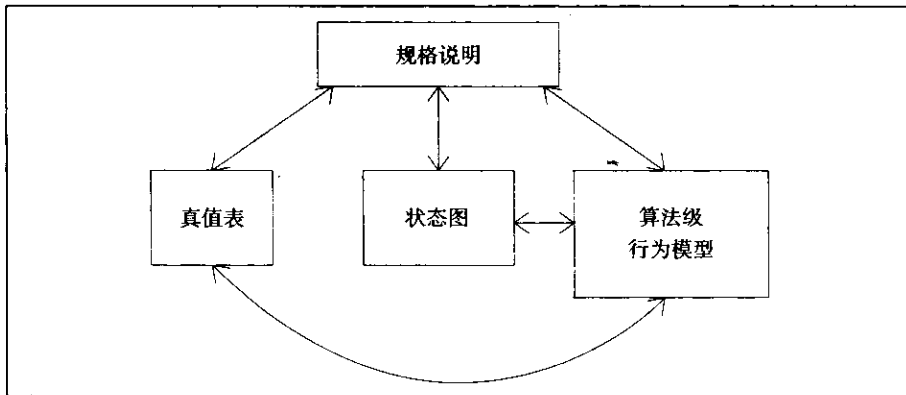 规格说明
真值表
状态图
算法级
行为模型